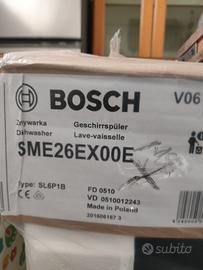 BOSCH
V06
Zmywarka
Geschirrspüler
Dishwasher
Lave-vaisselle
SME26EX00E
Type: SL6P1B
FD 0510
VD 0510012243
Made in Poland
subito